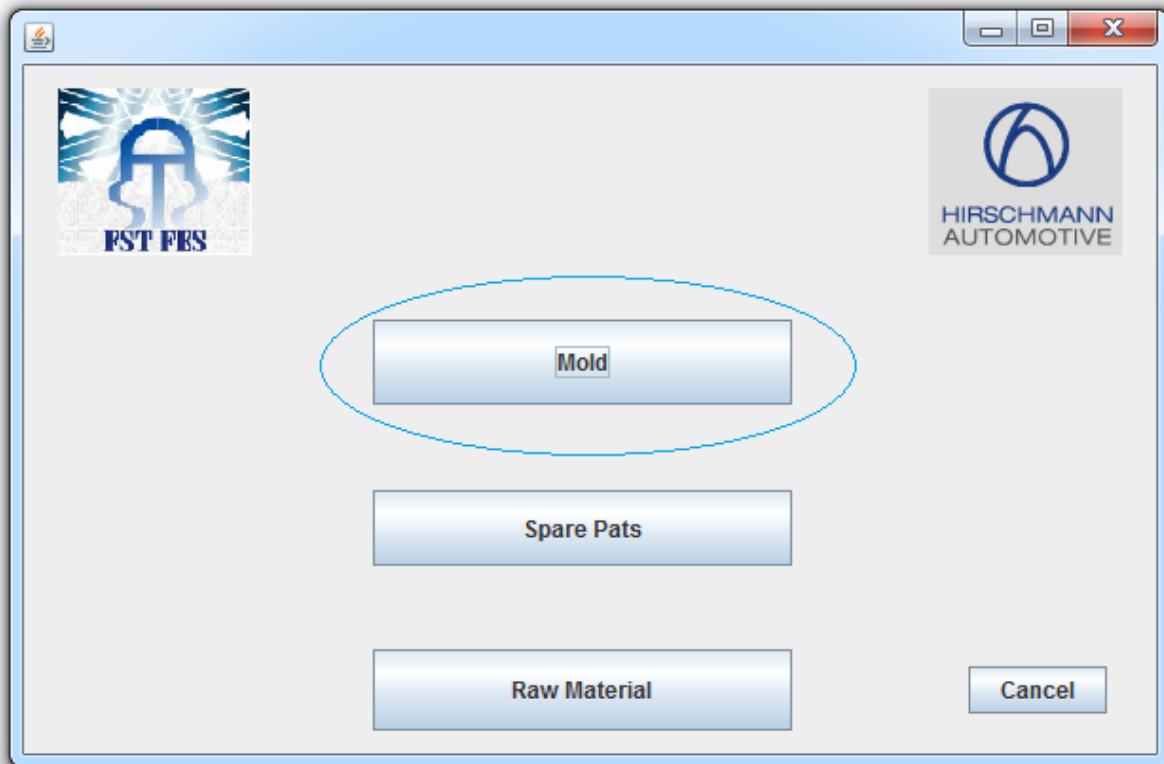 FST FES
HIRSCHMANN
AUTOMOTIVE
Mold
Spare Pats
Raw Material
Cancel